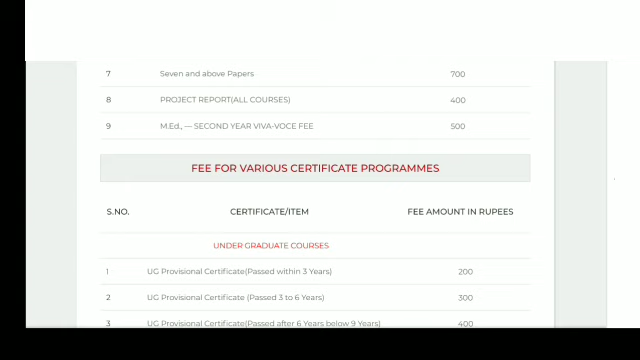 7 Seven and above Papers 700
8 PROJECT REPORT(ALL COURSES) 400
9 M.Ed., — SECOND YEAR VIVA-VOCE FEE 500
FEE FOR VARIOUS CERTIFICATE PROGRAMMES
S.NO. CERTIFICATE/ITEM FEE AMOUNT IN RUPEES
UNDER GRADUATE COURSES
1 UG Provisional Certificate(Passed within 3 Years) 200
2 UG Provisional Certificate (Passed 3 to 6 Years) 300
3 UG Provisional Certificate(Passed after 6 Years below 9 Years) 400